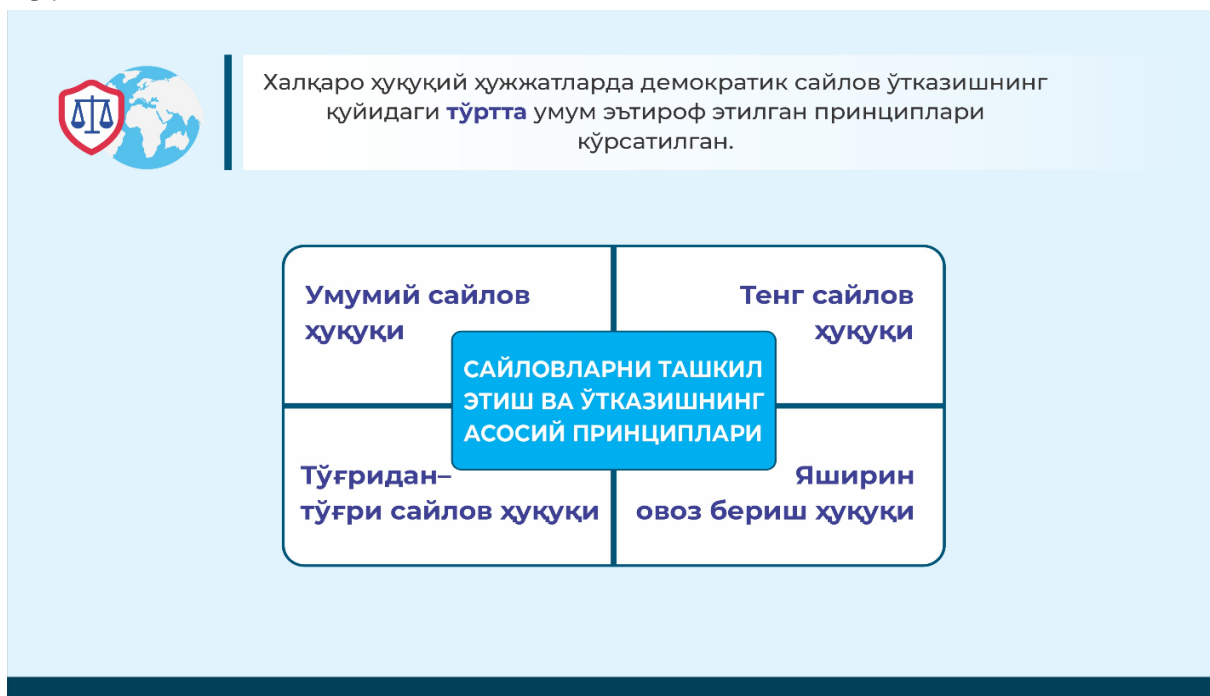 Халқаро ҳуқуқий ҳужжатларда демократик сайлов ўтказишнинг
қуйидаги тўртта умум эътироф этилган принциплари
кўрсатилган.
Умумий сайлов
ҳуқуқи
Тенг сайлов
ҳуқуқи
САЙЛОВЛАРНИ ТАШКИЛ
ЭТИШ ВА ЎТКАЗИШНИНГ
АСОСИЙ ПРИНЦИПЛАРИ
Тўғридан–
тўғри сайлов ҳуқуқи
Яширин
овоз бериш ҳуқуқи